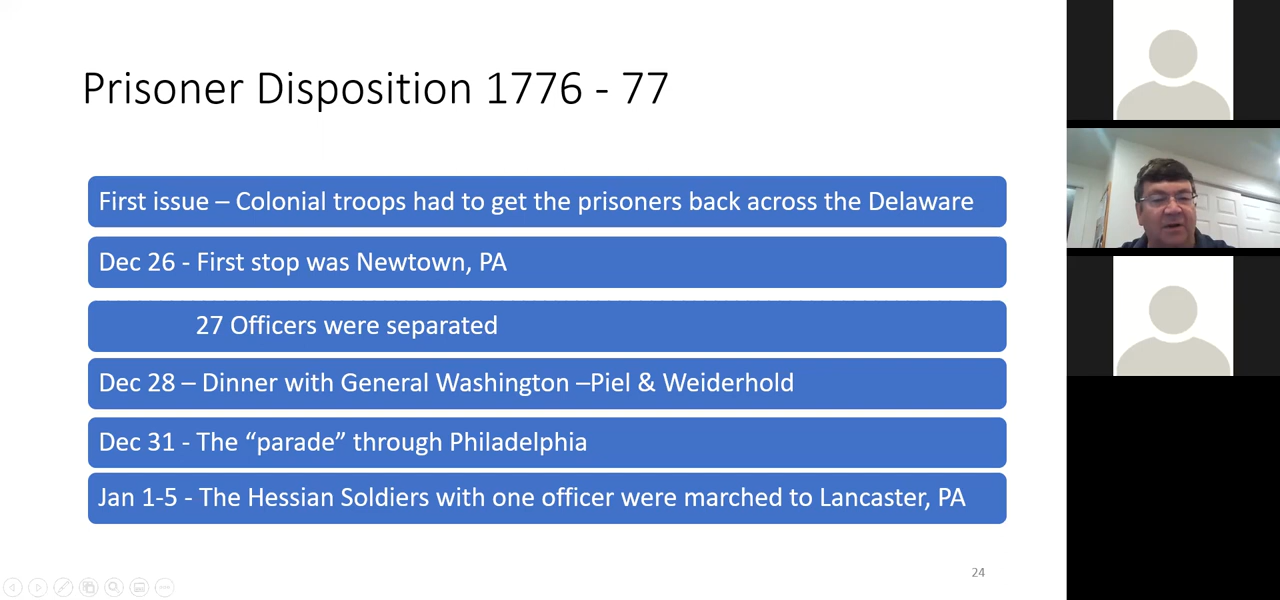 Prisoner Disposition 1776 - 77
First issue – Colonial troops had to get the prisoners back across the Delaware
Dec 26 - First stop was Newtown, PA
27 Officers were separated
Dec 28 – Dinner with General Washington –Piel & Weiderhold
Dec 31 - The “parade” through Philadelphia
Jan 1-5 - The Hessian Soldiers with one officer were marched to Lancaster, PA
24